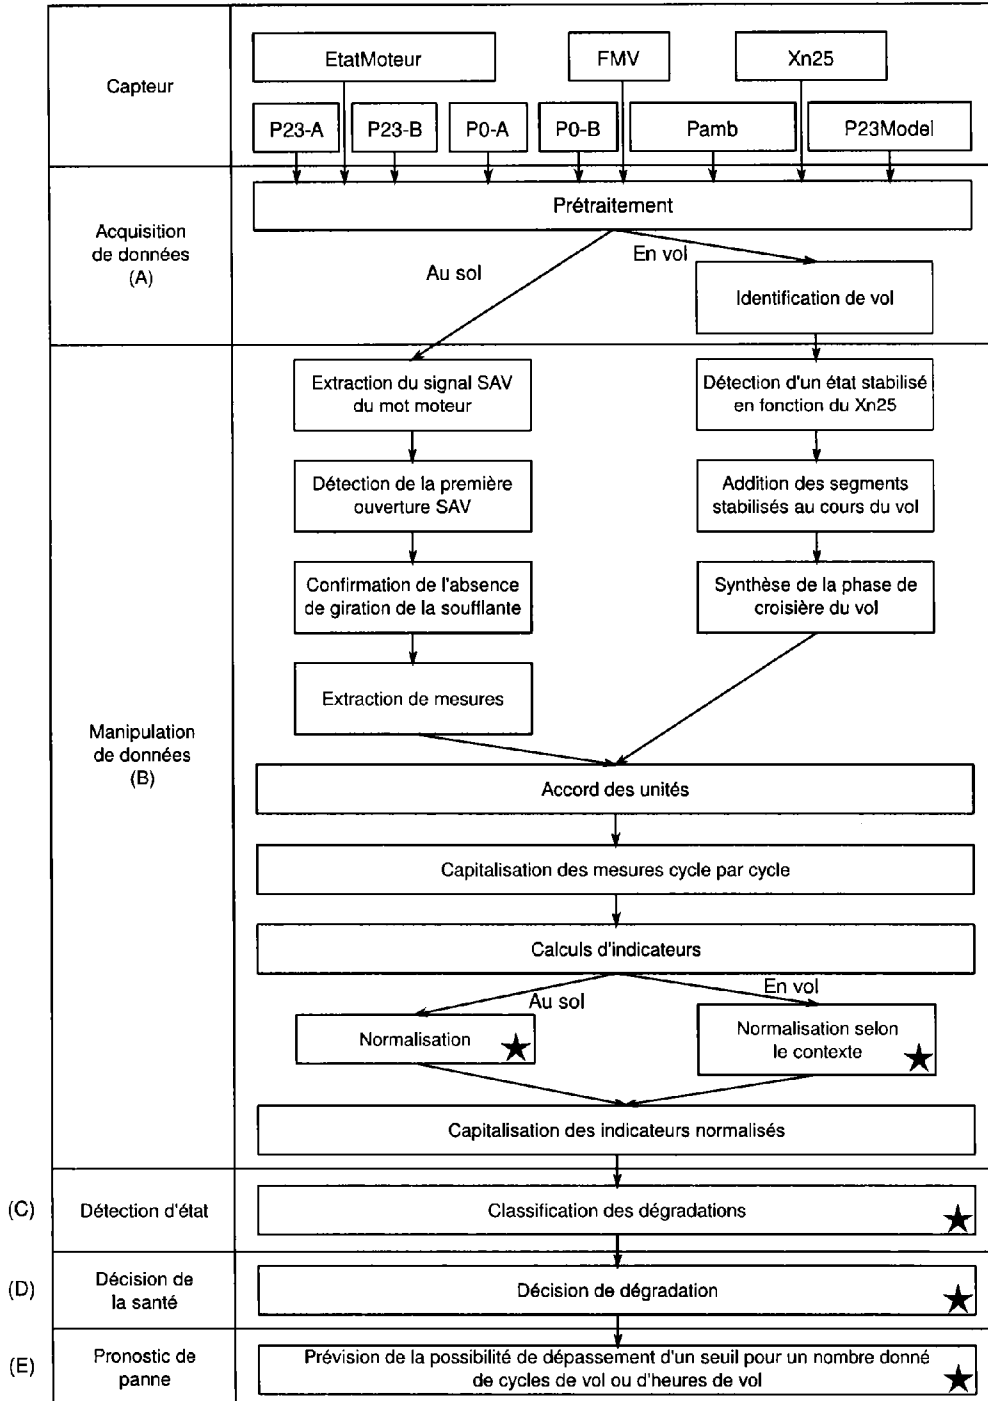 Capteur
EtatMoteur
FMV
Xn25
P23-A
P23-B
P0-A
P0-B
Pamb
P23Model
Acquisition
de données
(A)
Prétraitement
Au sol
En vol
Identification de vol
Manipulation
de données
(B)
Extraction du signal SAV
du mot moteur
Détection d'un état stabilisé
en fonction du Xn25
Détection de la première
ouverture SAV
Addition des segments
stabilisés au cours du vol
Confirmation de l'absence
de giration de la soufflante
Synthèse de la phase de
croisière du vol
Extraction de mesures
Accord des unités
Capitalisation des mesures cycle par cycle
Calculs d'indicateurs
Au sol
En vol
Normalisation
Normalisation selon
le contexte
Capitalisation des indicateurs normalisés
(C)
Détection d'état
Classification des dégradations
(D)
Décision de
la santé
Décision de dégradation
(E)
Pronostic de
panne
Prévision de la possibilité de dépassement d'un seuil pour un nombre donné
de cycles de vol ou d'heures de vol